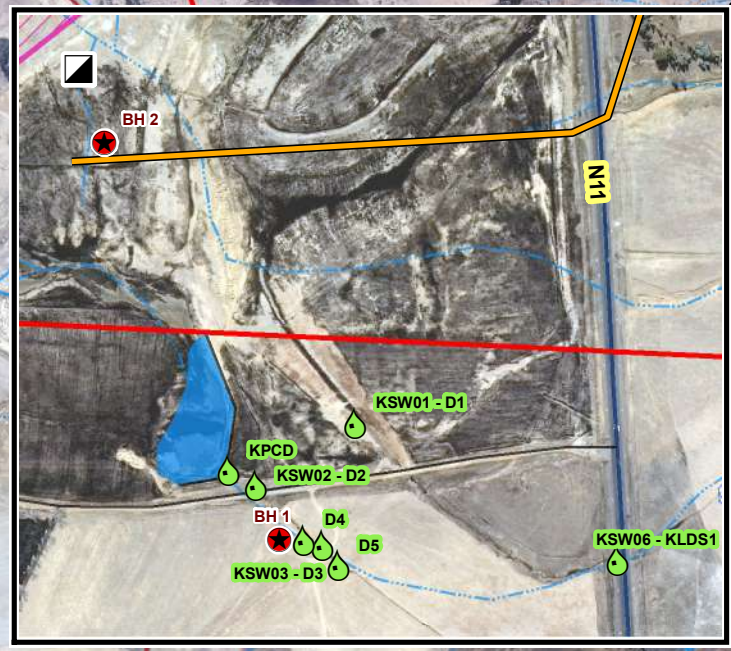 BH 2
N11
KSW01 - D1
KPCD
KSW02 - D2
BH 1
D4
D5
KSW03 - D3
KSW06 - KLDS1